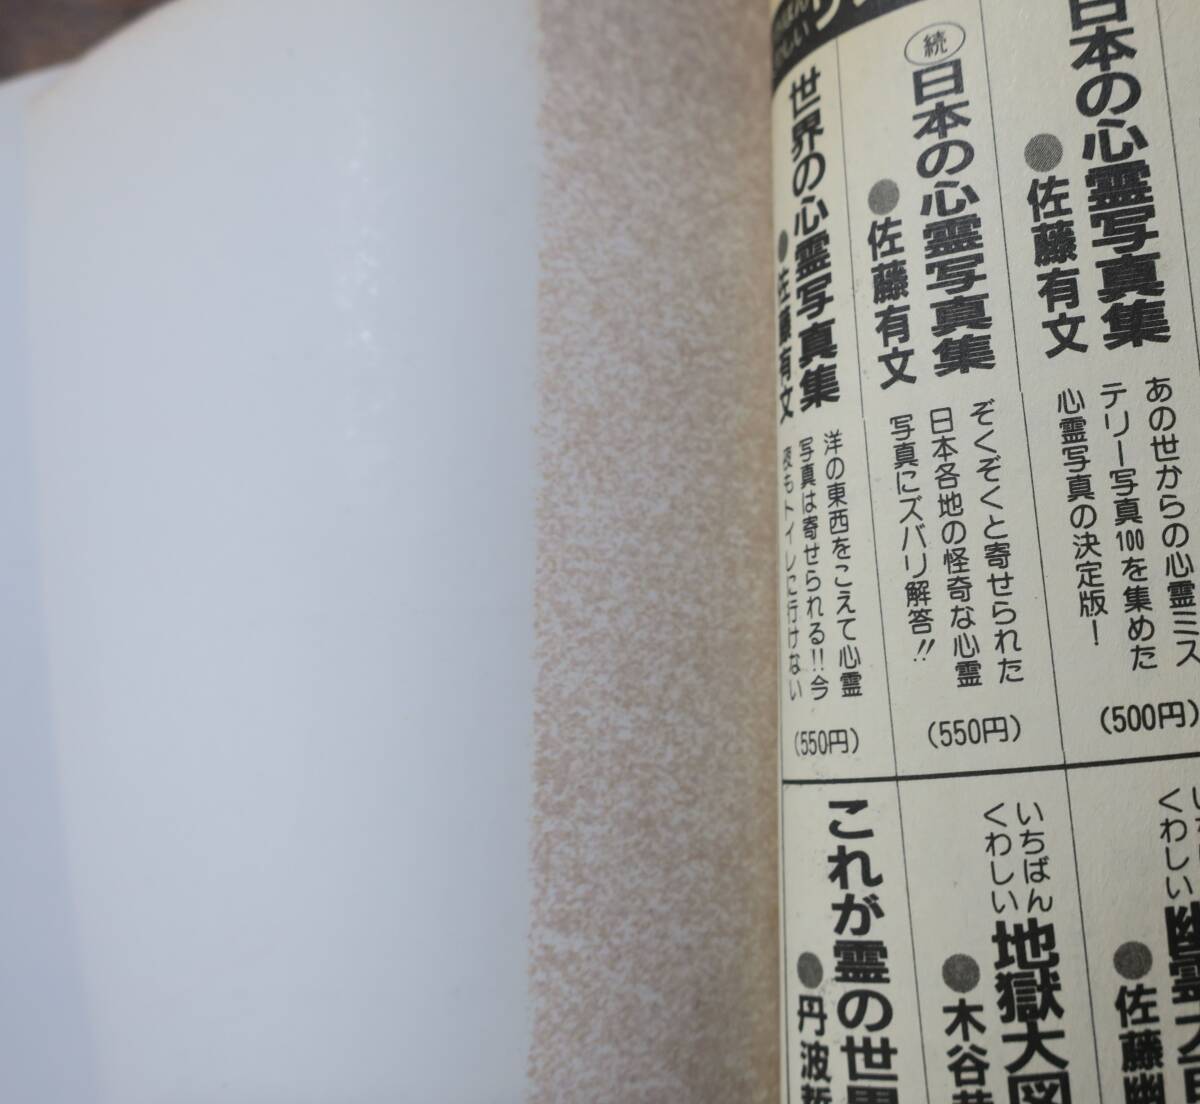 日本の心霊写真集
●佐藤有文
あの世からの心霊ミス
テリー写真100を集めた
心霊写真の決定版！
（500円）
続
日本の心霊写真集
●佐藤有文
ぞくぞくと寄せられた
日本各地の怪奇な心霊
写真にズバリ解答!!
（550円）
世界の心霊写真集
●佐藤有文
洋の東西をこえて心霊
写真は寄せられる!!今
夜もトイレに行けない
（550円）
くわしい
幽霊大
●佐藤
いちばん
くわしい
地獄大図
●木谷
これが霊の世界
●丹波哲